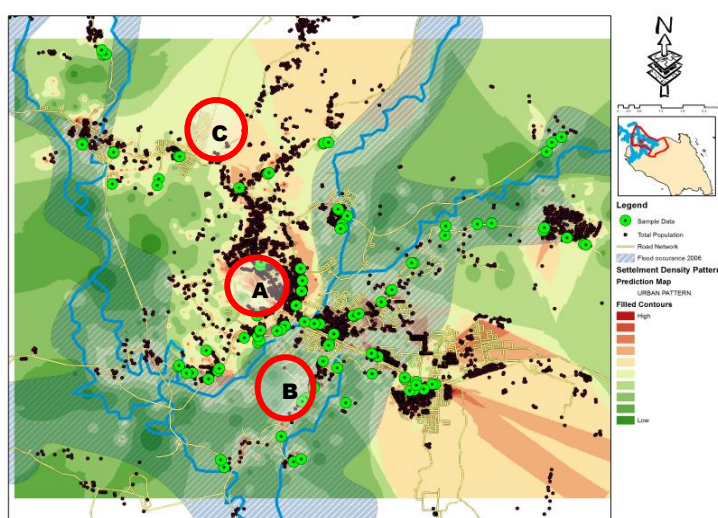 N
C
A
B
Legend
Sample Data
Total Population
Road Network
Flood occurance 2006
Settelment Density Pattern
Prediction Map
URBAN PATTERN
Filled Contours
High
Low